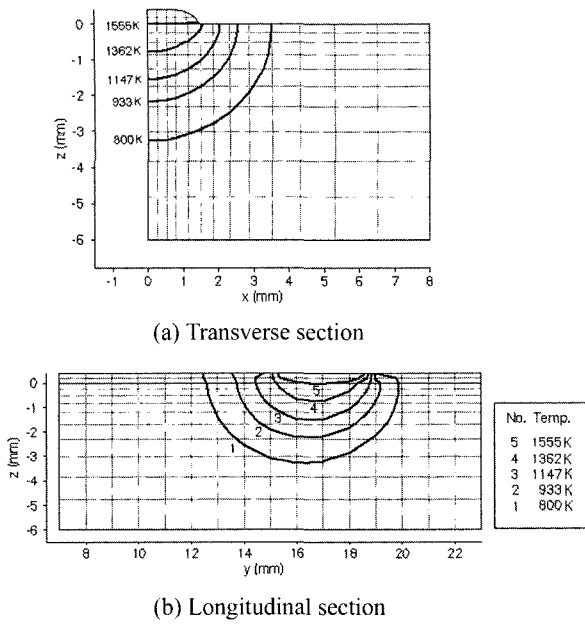 0
1555K
1362K
-1
1147K
933K
-2
800K
-3
-4
-5
-6
z (mm)
-1 0 1 2 3 4 5 6 7 8
x (mm)
(a) Transverse section
0
-1
-2
-3
-4
-5
-6
z (mm)
5
4
3
2
1
8 10 12 14 16 18 20 22
y (mm)
No. Temp.
5 1555K
4 1362K
3 1147K
2 933K
1 800K
(b) Longitudinal section